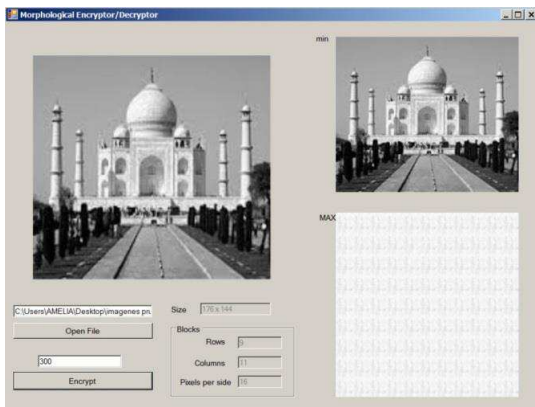 Morphological Encryptor/Decryptor
min
MAX
C:\Users\AMELIA\Desktop\imagenes pru
Size 176 x 144
Open File
Blocks
Rows 9
300
Columns 11
Encrypt
Pixels per side 16